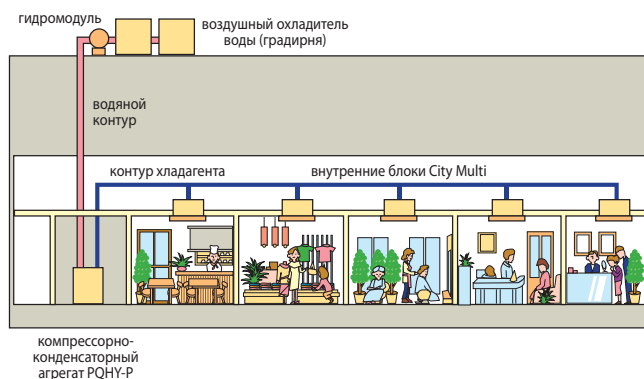 гидромодуль
воздушный охладитель
воды (градирня)
водяной
контур
контур хладагента
внутренние блоки City Multi
компрессорно-
конденсаторный
агрегат PQHY-P